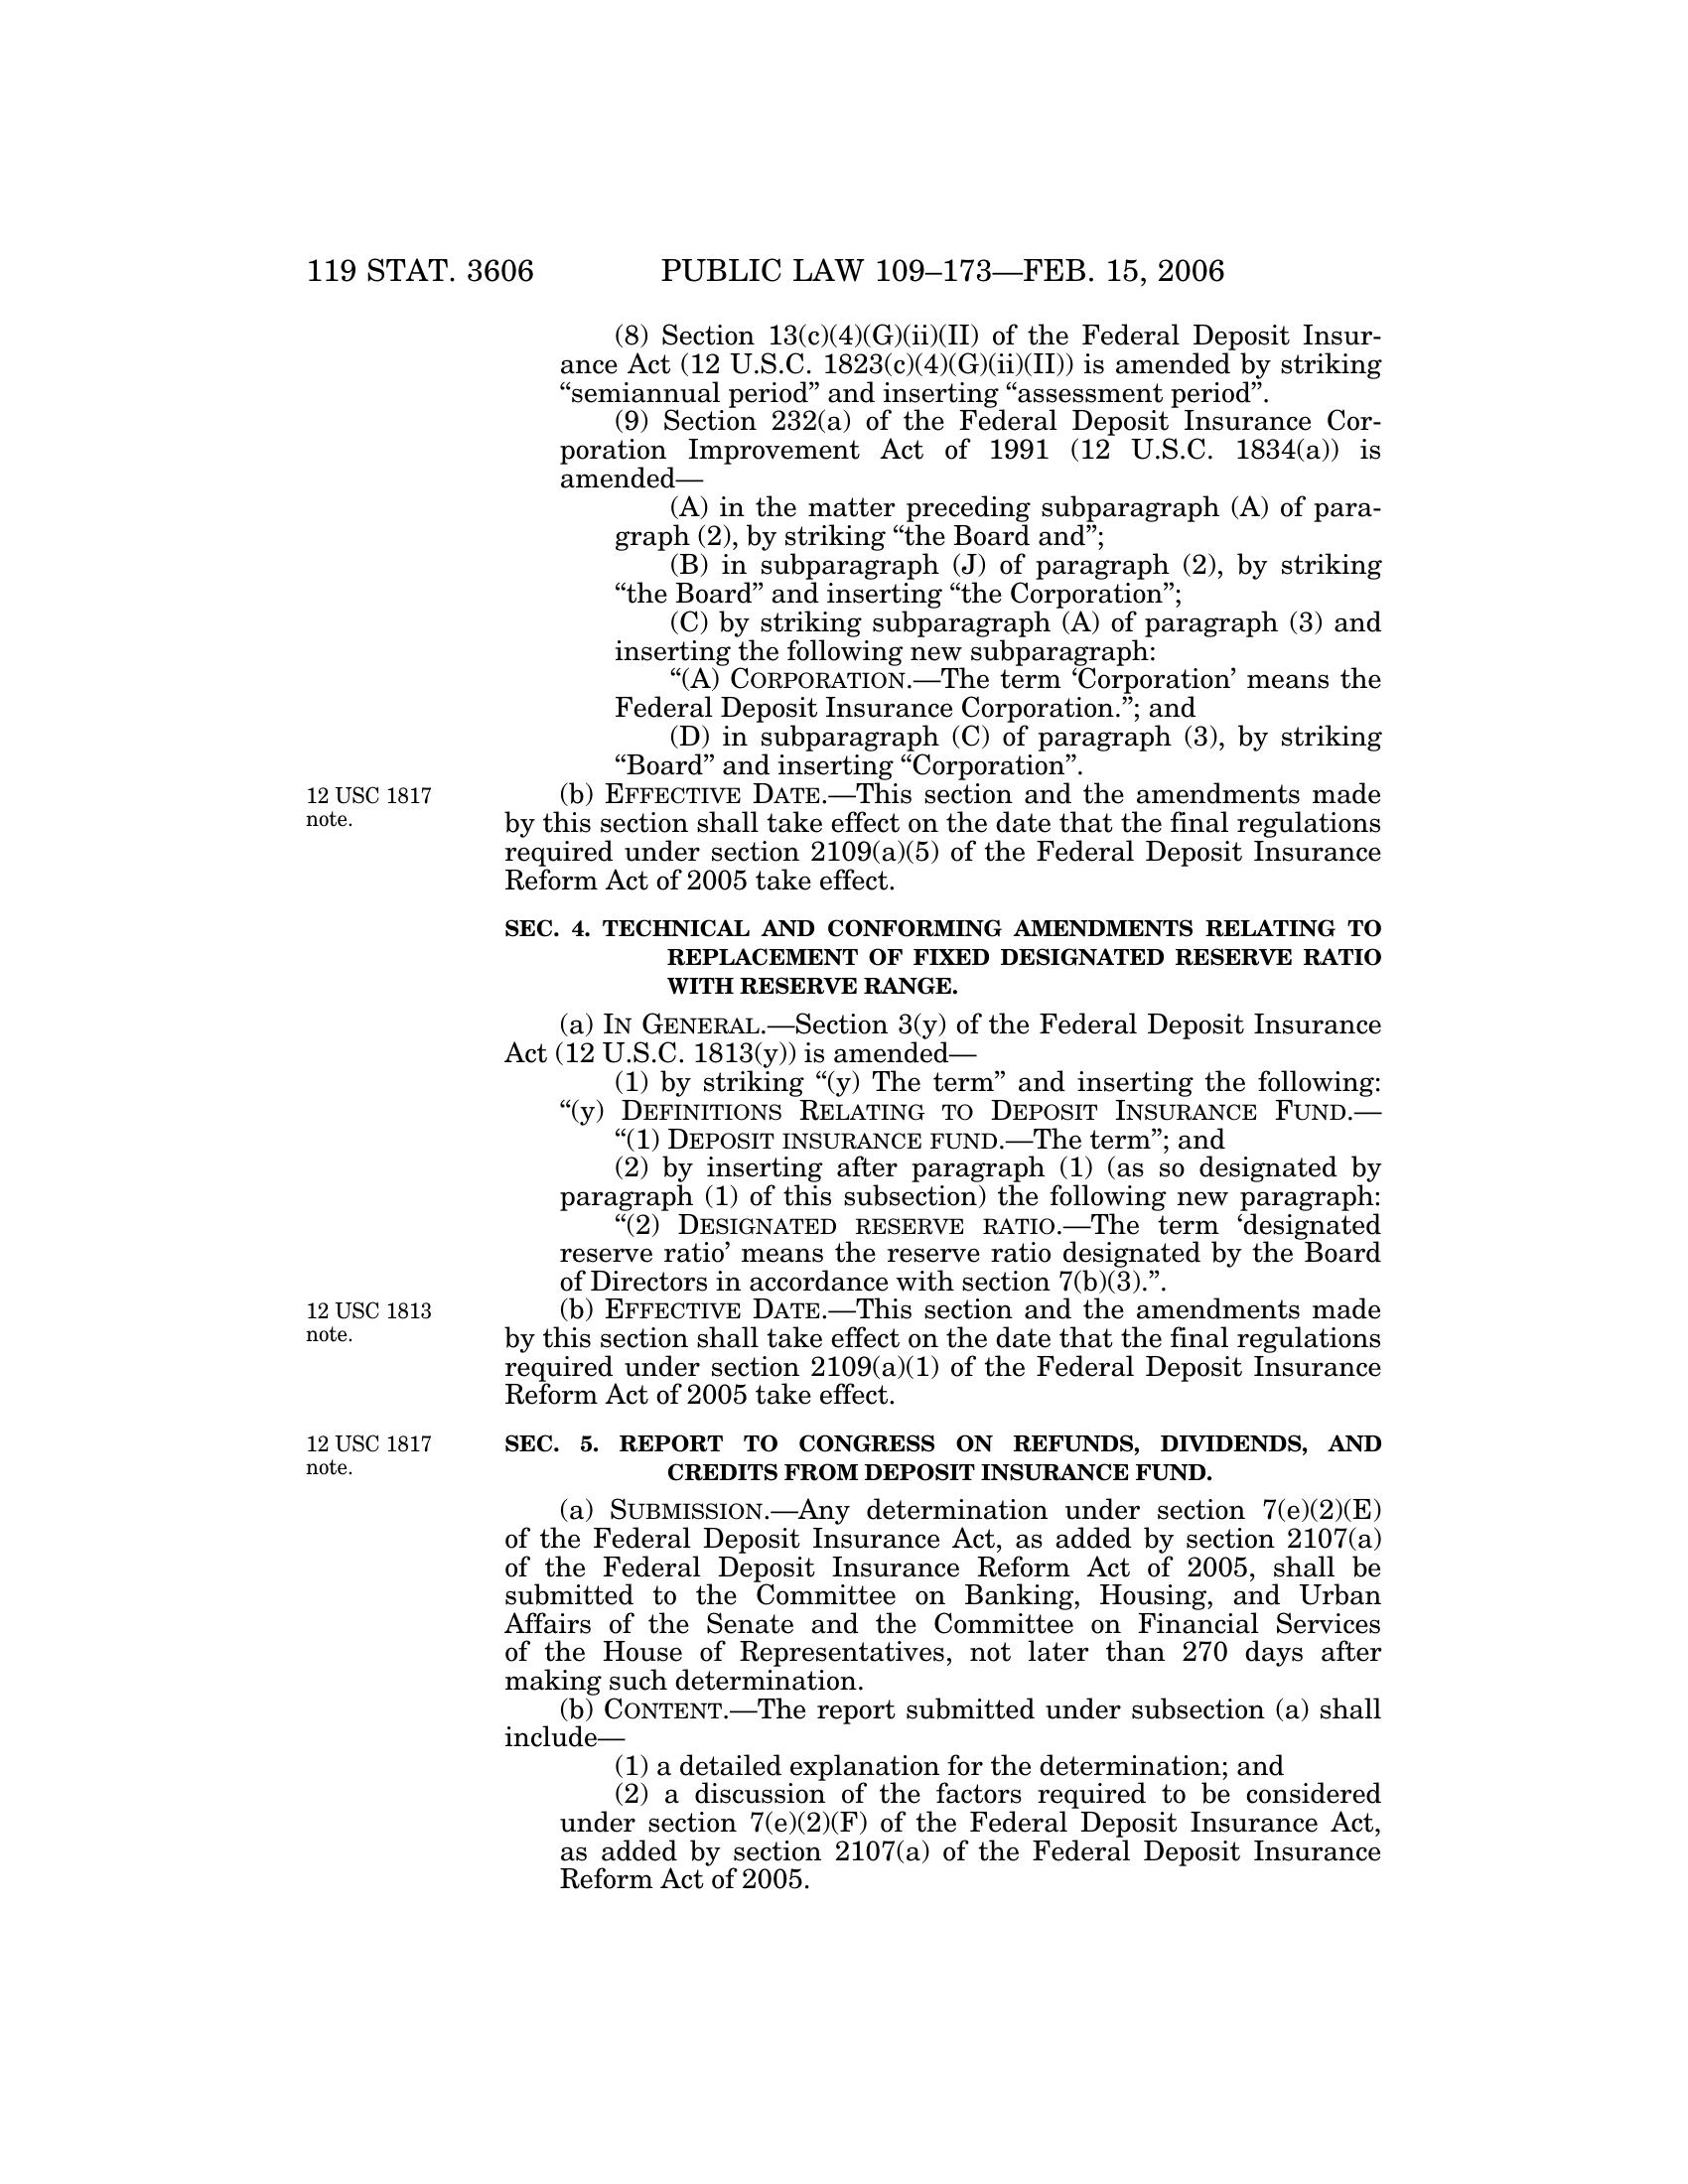 119 STAT. 3606
PUBLIC LAW 109–173—FEB. 15, 2006
(8) Section 13(c)(4)(G)(ii)(II) of the Federal Deposit Insur-
ance Act (12 U.S.C. 1823(c)(4)(G)(ii)(II)) is amended by striking
“semiannual period” and inserting “assessment period”.
(9) Section 232(a) of the Federal Deposit Insurance Cor-
poration Improvement Act of 1991 (12 U.S.C. 1834(a)) is
amended—
(A) in the matter preceding subparagraph (A) of para-
graph (2), by striking “the Board and”;
(B) in subparagraph (J) of paragraph (2), by striking
“the Board” and inserting “the Corporation”;
(C) by striking subparagraph (A) of paragraph (3) and
inserting the following new subparagraph:
“(A) CORPORATION.—The term ‘Corporation’ means the
Federal Deposit Insurance Corporation.”; and
(D) in subparagraph (C) of paragraph (3), by striking
“Board” and inserting “Corporation”.
12 USC 1817
note.
(b) EFFECTIVE DATE.—This section and the amendments made
by this section shall take effect on the date that the final regulations
required under section 2109(a)(5) of the Federal Deposit Insurance
Reform Act of 2005 take effect.
SEC. 4. TECHNICAL AND CONFORMING AMENDMENTS RELATING TO
REPLACEMENT OF FIXED DESIGNATED RESERVE RATIO
WITH RESERVE RANGE.
(a) IN GENERAL.—Section 3(y) of the Federal Deposit Insurance
Act (12 U.S.C. 1813(y)) is amended—
(1) by striking “(y) The term” and inserting the following:
“(y) DEFINITIONS RELATING TO DEPOSIT INSURANCE FUND.—
“(1) DEPOSIT INSURANCE FUND.—The term”; and
(2) by inserting after paragraph (1) (as so designated by
paragraph (1) of this subsection) the following new paragraph:
“(2) DESIGNATED RESERVE RATIO.—The term ‘designated
reserve ratio’ means the reserve ratio designated by the Board
of Directors in accordance with section 7(b)(3).”.
12 USC 1813
note.
(b) EFFECTIVE DATE.—This section and the amendments made
by this section shall take effect on the date that the final regulations
required under section 2109(a)(1) of the Federal Deposit Insurance
Reform Act of 2005 take effect.
12 USC 1817
note.
SEC. 5. REPORT TO CONGRESS ON REFUNDS, DIVIDENDS, AND
CREDITS FROM DEPOSIT INSURANCE FUND.
(a) SUBMISSION.—Any determination under section 7(e)(2)(E)
of the Federal Deposit Insurance Act, as added by section 2107(a)
of the Federal Deposit Insurance Reform Act of 2005, shall be
submitted to the Committee on Banking, Housing, and Urban
Affairs of the Senate and the Committee on Financial Services
of the House of Representatives, not later than 270 days after
making such determination.
(b) CONTENT.—The report submitted under subsection (a) shall
include—
(1) a detailed explanation for the determination; and
(2) a discussion of the factors required to be considered
under section 7(e)(2)(F) of the Federal Deposit Insurance Act,
as added by section 2107(a) of the Federal Deposit Insurance
Reform Act of 2005.